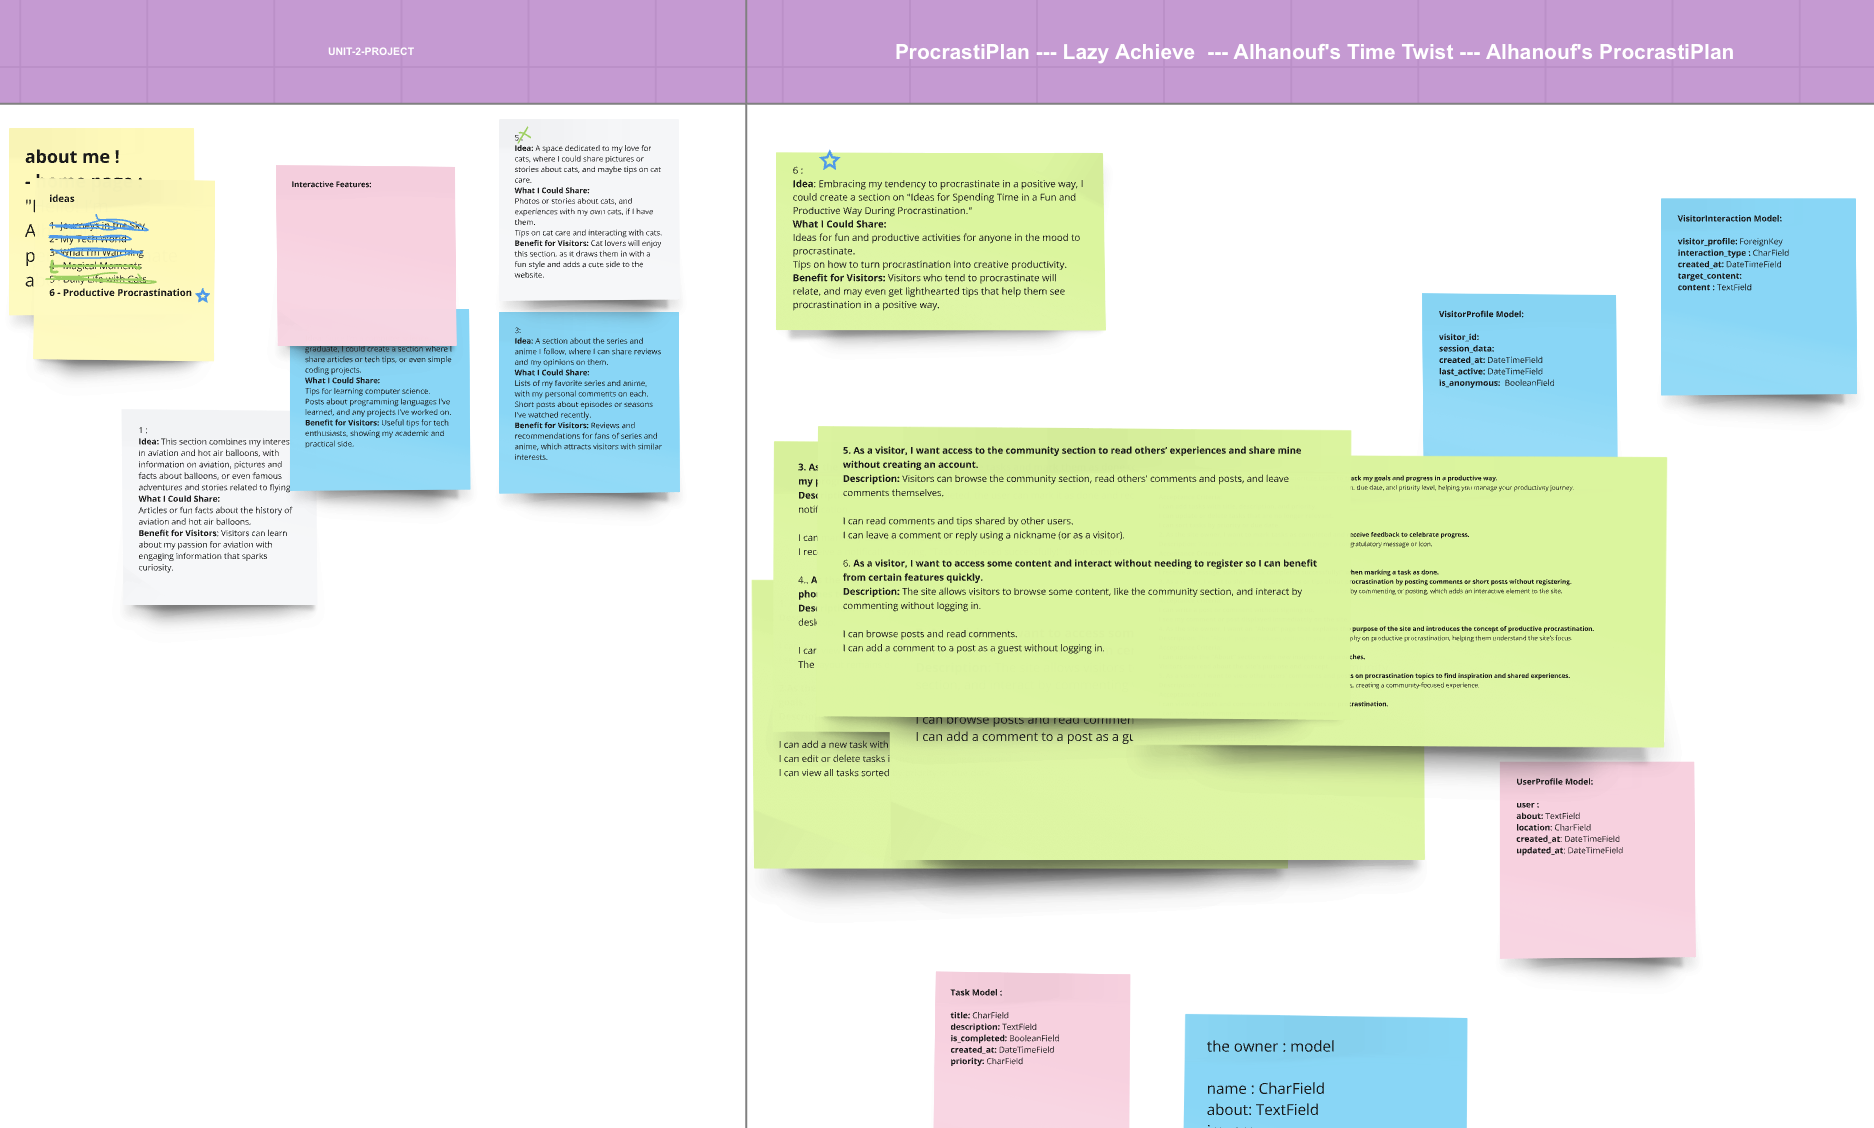 UNIT-2-PROJECT
ProcrastiPlan --- Lazy Achieve --- Alhanouf's Time Twist --- Alhanouf's ProcrastiPlan
about me !
ideas
1- Journeys in the Sky
2- My Tech World
3- What I'm Watching
4 - Magical Moments
5 - Daily Life with Cats
6 - Productive Procrastination
Interactive Features:
5:
Idea: A space dedicated to my love for
cats, where I could share pictures or
stories about cats, and maybe tips on cat
care.
What I Could Share:
Photos or stories about cats, and
experiences with my own cats, if I have
them.
Tips on cat care and interacting with cats.
Benefit for Visitors: Cat lovers will enjoy
this section, as it draws them in with a
fun style and adds a cute side to the
website.
graduate, I could create a section where I
share articles or tech tips, or even simple
coding projects.
What I Could Share:
Tips for learning computer science.
Posts about programming languages I've
learned, and any projects I've worked on.
Benefit for Visitors: Useful tips for tech
enthusiasts, showing my academic and
practical side.
3:
Idea: A section about the series and
anime I follow, where I can share reviews
and my opinions on them.
What I Could Share:
Lists of my favorite series and anime,
with my personal comments on each.
Short posts about episodes or seasons
I've watched recently.
Benefit for Visitors: Reviews and
recommendations for fans of series and
anime, which attracts visitors with similar
interests.
1 :
Idea: This section combines my interes
in aviation and hot air balloons, with
information on aviation, pictures and
facts about balloons, or even famous
adventures and stories related to flying
What I Could Share:
Articles or fun facts about the history of
aviation and hot air balloons.
Benefit for Visitors: Visitors can learn
about my passion for aviation with
engaging information that sparks
curiosity.
6 :
Idea: Embracing my tendency to procrastinate in a positive way, I
could create a section on "Ideas for Spending Time in a Fun and
Productive Way During Procrastination."
What I Could Share:
Ideas for fun and productive activities for anyone in the mood to
procrastinate.
Tips on how to turn procrastination into creative productivity.
Benefit for Visitors: Visitors who tend to procrastinate will
relate, and may even get lighthearted tips that help them see
procrastination in a positive way.
VisitorInteraction Model:
visitor_profile: ForeignKey
interaction_type : CharField
created_at: DateTimeField
target_content:
content : TextField
VisitorProfile Model:
visitor_id:
session_data:
created_at: DateTimeField
last_active: DateTimeField
is_anonymous: BooleanField
3. As
my p
Desc
notif
I can
I rec
4.. A
pho
Desc
desi
I car
The
5. As a visitor, I want access to the community section to read others' experiences and share mine
without creating an account.
Description: Visitors can browse the community section, read others' comments and posts, and leave
comments themselves.
I can read comments and tips shared by other users.
I can leave a comment or reply using a nickname (or as a visitor).
6. As a visitor, I want to access some content and interact without needing to register so I can benefit
from certain features quickly.
Description: The site allows visitors to browse some content, like the community section, and interact by
commenting without logging in.
I can browse posts and read comments.
I can add a comment to a post as a guest without logging in.
ack my goals and progress in a productive way.
n, due date, and priority level, helping you manage your productivity journey.
eceive feedback to celebrate progress.
gratulatory message or icon.
hen marking a task as done.
rocrastination by posting comments or short posts without registering.
by commenting or posting, which adds an interactive element to the site.
purpose of the site and introduces the concept of productive procrastination.
phy on productive procrastination, helping them understand the site's focus
ches.
s on procrastination topics to find inspiration and shared experiences.
s, creating a community-focused experience.
crastination.
I can browse posts and read commen
I can add a comment to a post as a gu
I can add a new task with
I can edit or delete tasks i
I can view all tasks sorted
UserProfile Model:
user :
about: TextField
location: CharField
created_at: DateTimeField
updated_at: DateTimeField
Task Model :
title: CharField
description: TextField
is_completed: BooleanField
created_at: DateTimeField
priority: CharField
the owner : model
name : CharField
about: TextField